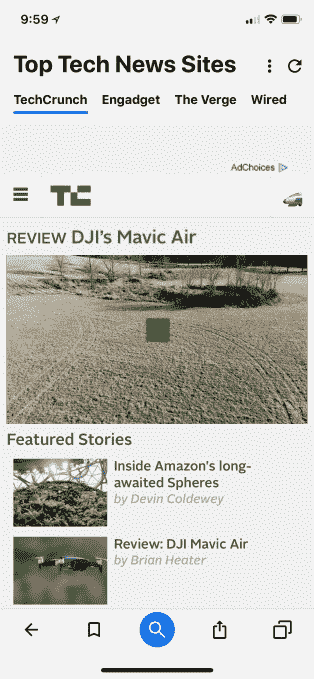 9:59
Top Tech News Sites
TechCrunch Engadget The Verge Wired
AdChoices
TC
REVIEW DJI's Mavic Air
Featured Stories
Inside Amazon's long-
awaited Spheres
by Devin Coldewey
Review: DJI Mavic Air
by Brian Heater